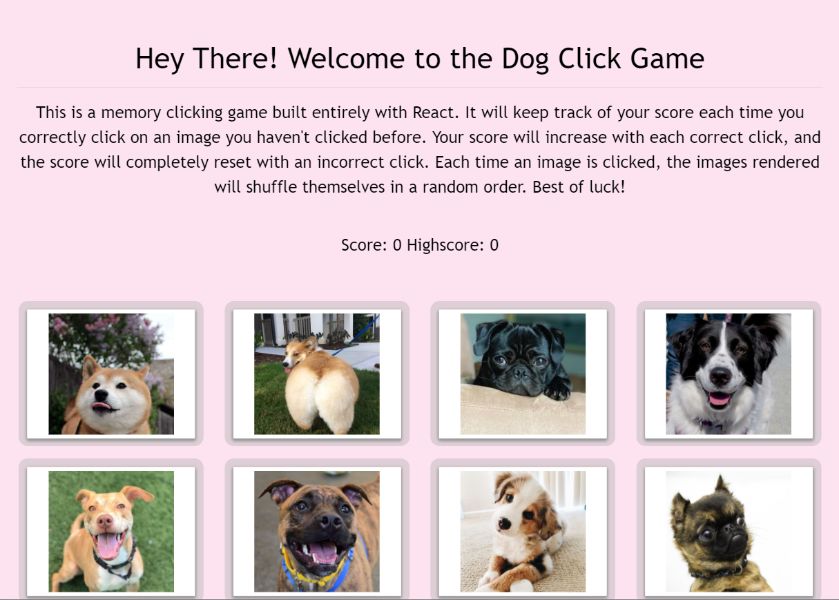 Hey There! Welcome to the Dog Click Game
This is a memory clicking game built entirely with React. It will keep track of your score each time you
correctly click on an image you haven't clicked before. Your score will increase with each correct click, and
the score will completely reset with an incorrect click. Each time an image is clicked, the images rendered
will shuffle themselves in a random order. Best of luck!
Score: 0 Highscore: 0